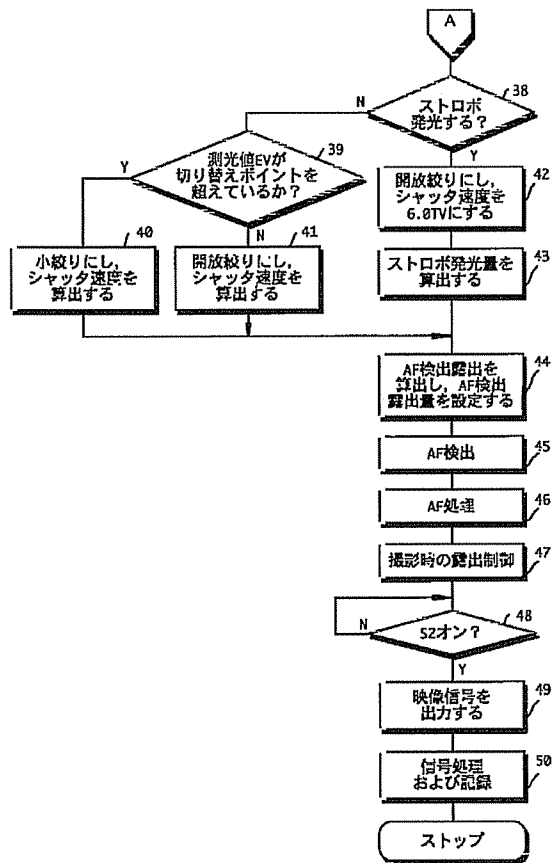 A
38
ストロボ
発光する？
N
Y
39
測光値EVが
切り替えポイントを
超えているか？
Y
N
42
開放絞りにし，
シャッタ速度を
6.0TVにする
40
小絞りにし，
シャッタ速度を
算出する
41
開放絞りにし，
シャッタ速度を
算出する
43
ストロボ発光量を
算出する
44
AF検出露出を
算出し，AF検出
露出量を設定する
45
AF検出
46
AF処理
47
撮影時の露出制御
48
S2オン？
N
Y
49
映像信号を
出力する
50
信号処理
および記録
ストップ